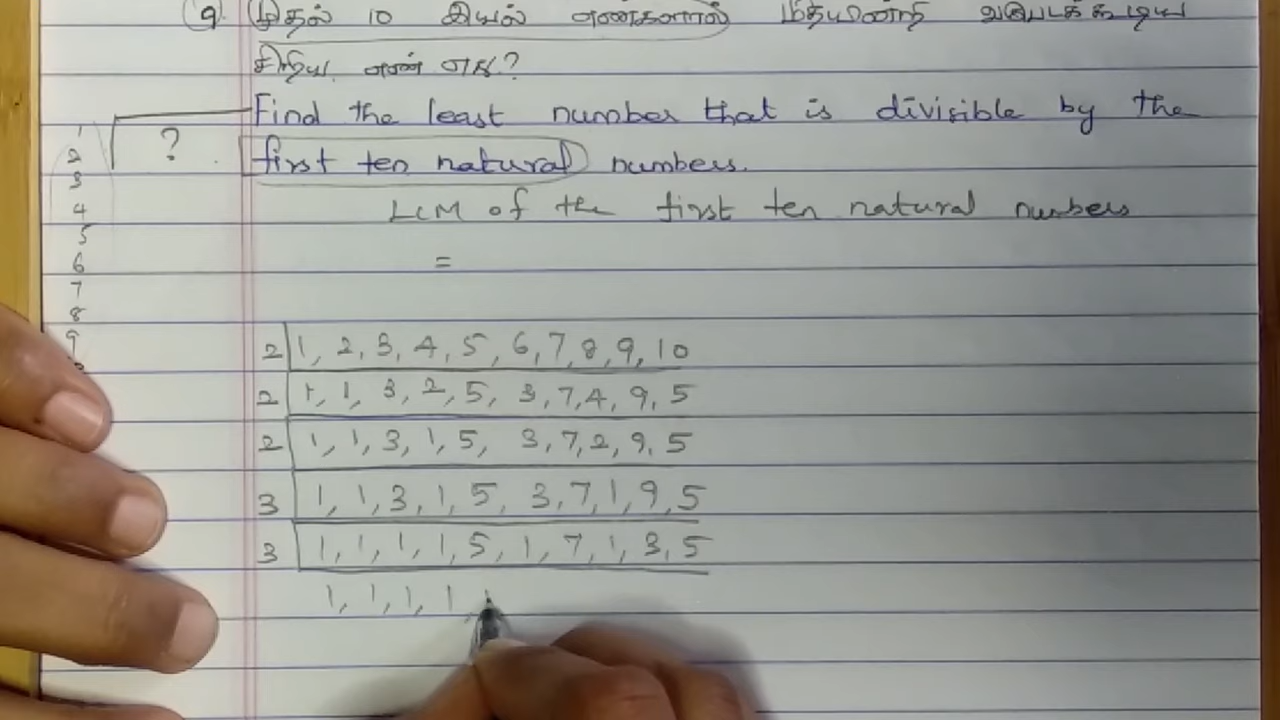 9. முதல் 10 இயல் எண்களால் மீதியின்றி வகுபடக்கூடிய
சிறிய எண் எது?
Find the least number that is divisible by the
first ten natural numbers.
?
1
2
3
4
5
6
7
8
9
LCM of the first ten natural numbers
=
2 | 1, 2, 3, 4, 5, 6, 7, 8, 9, 10
2 | 1, 1, 3, 2, 5, 3, 7, 4, 9, 5
2 | 1, 1, 3, 1, 5, 3, 7, 2, 9, 5
3 | 1, 1, 3, 1, 5, 3, 7, 1, 9, 5
3 | 1, 1, 1, 1, 5, 1, 7, 1, 3, 5
1, 1, 1, 1